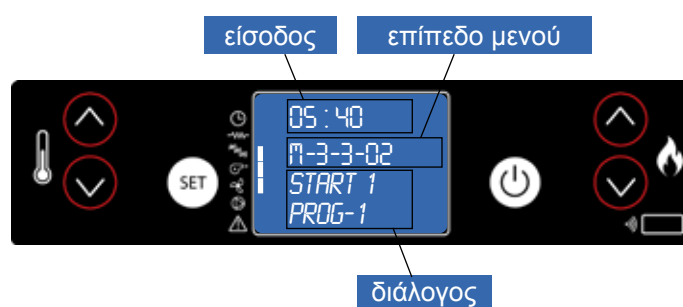 είσοδος
επίπεδο μενού
05:40
M-3-3-02
SET
START 1
PROG-1
διάλογος